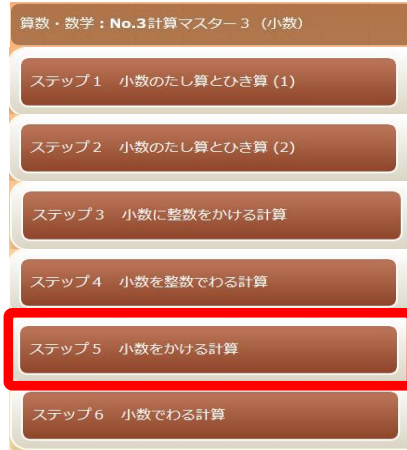 算数・数学：No.3計算マスター３（小数）
ステップ１　小数のたし算とひき算 (1)
ステップ２　小数のたし算とひき算 (2)
ステップ３　小数に整数をかける計算
ステップ４　小数を整数でわる計算
ステップ５　小数をかける計算
ステップ６　小数でわる計算